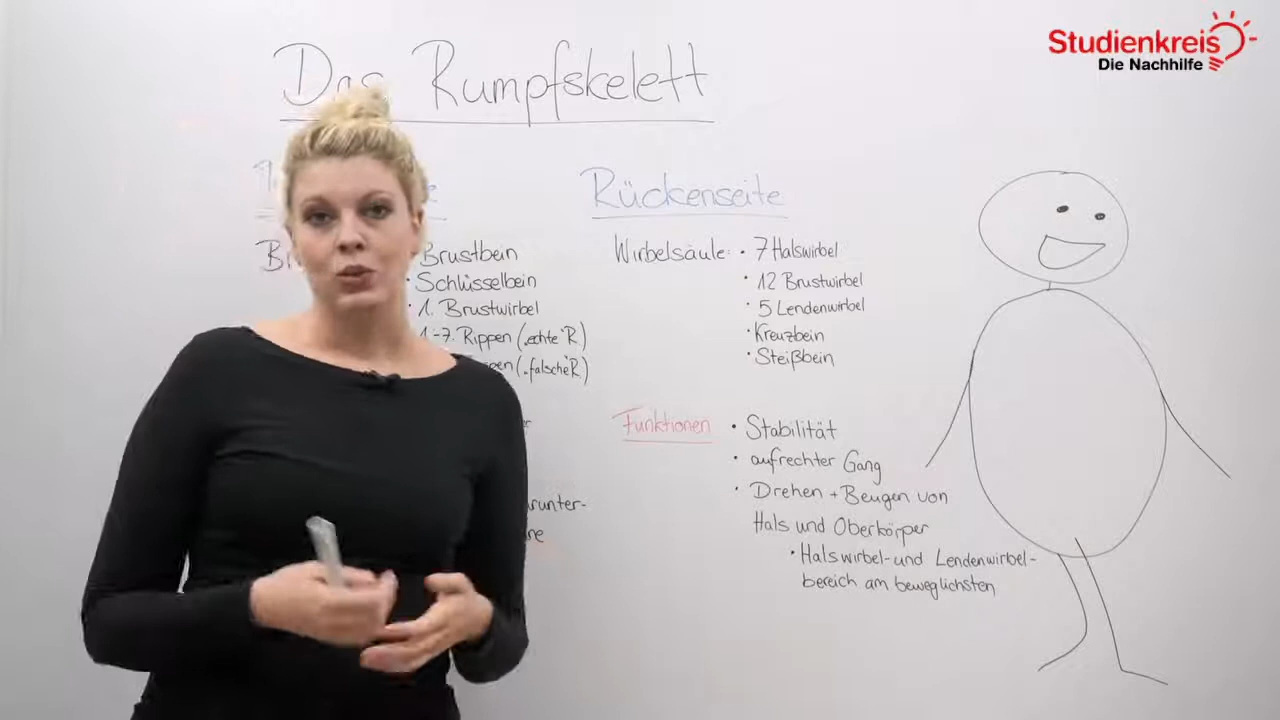 Studienkreis
Die Nachhilfe
Das Rumpfskelett
Rückenseite
Brustbein
• Schlüsselbein
• 1. Brustwirbel
1.-7. Rippen („echte"R)
(„falsche"R)
Wirbelsäule: • 7 Halswirbel
• 12 Brustwirbel
• 5 Lendenwirbel
• Kreuzbein
• Steißbein
Funktionen • Stabilität
• aufrechter Gang
• Drehen + Beugen von
Hals und Oberkörper
• Halswirbel- und Lendenwirbel-
bereich am beweglichsten